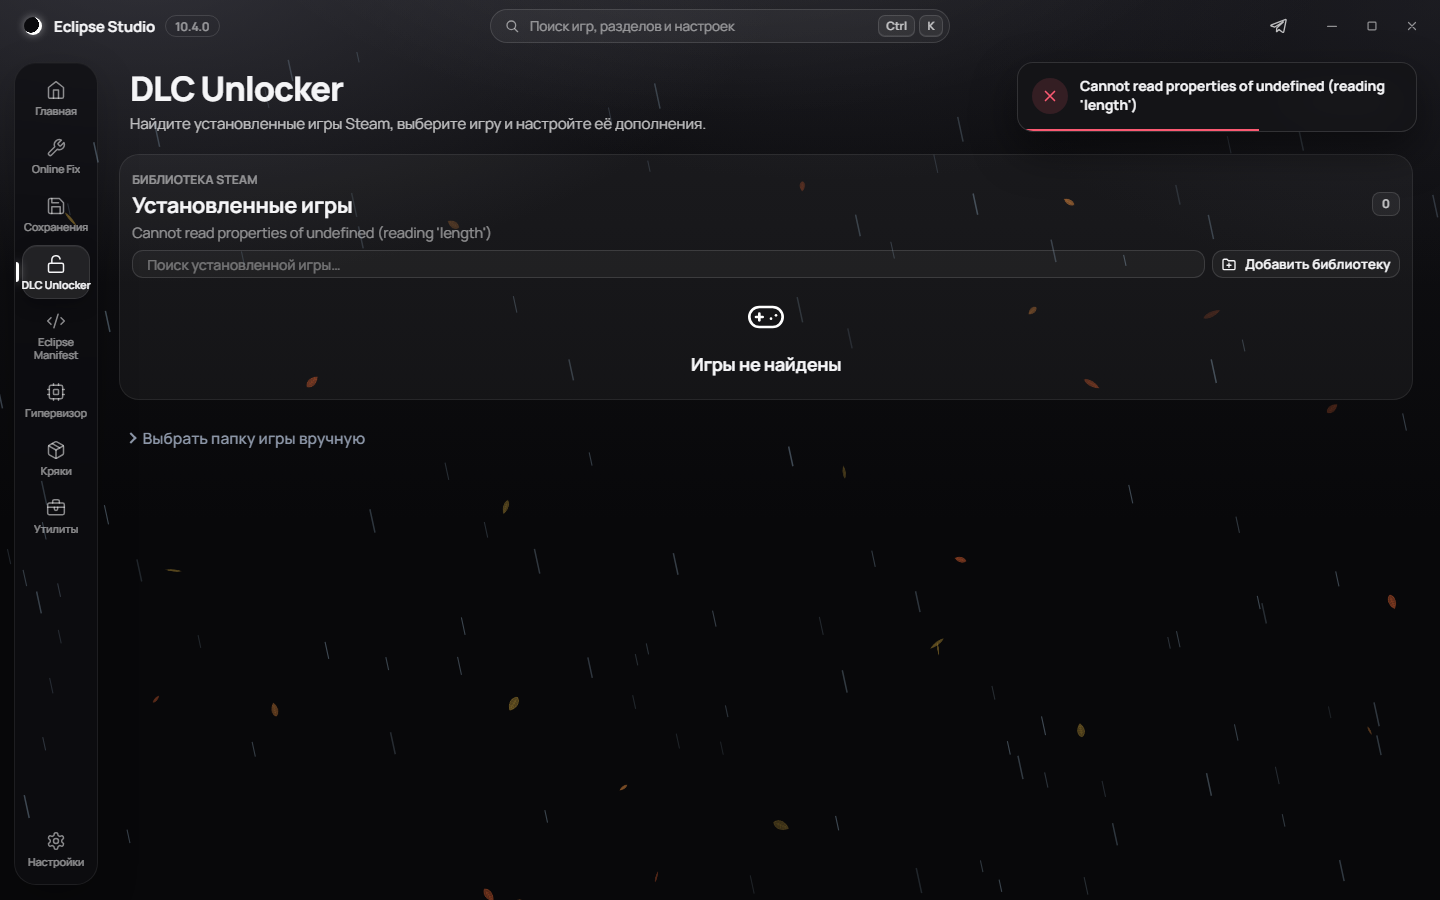 Eclipse Studio
10.4.0
Поиск игр, разделов и настроек
Ctrl
K
Главная
Online Fix
Сохранения
DLC Unlocker
Eclipse
Manifest
Гипервизор
Кряки
Утилиты
Настройки
DLC Unlocker
Найдите установленные игры Steam, выберите игру и настройте её дополнения.
Cannot read properties of undefined (reading
'length')
БИБЛИОТЕКА STEAM
Установленные игры
0
Cannot read properties of undefined (reading 'length')
Поиск установленной игры...
Добавить библиотеку
Игры не найдены
Выбрать папку игры вручную